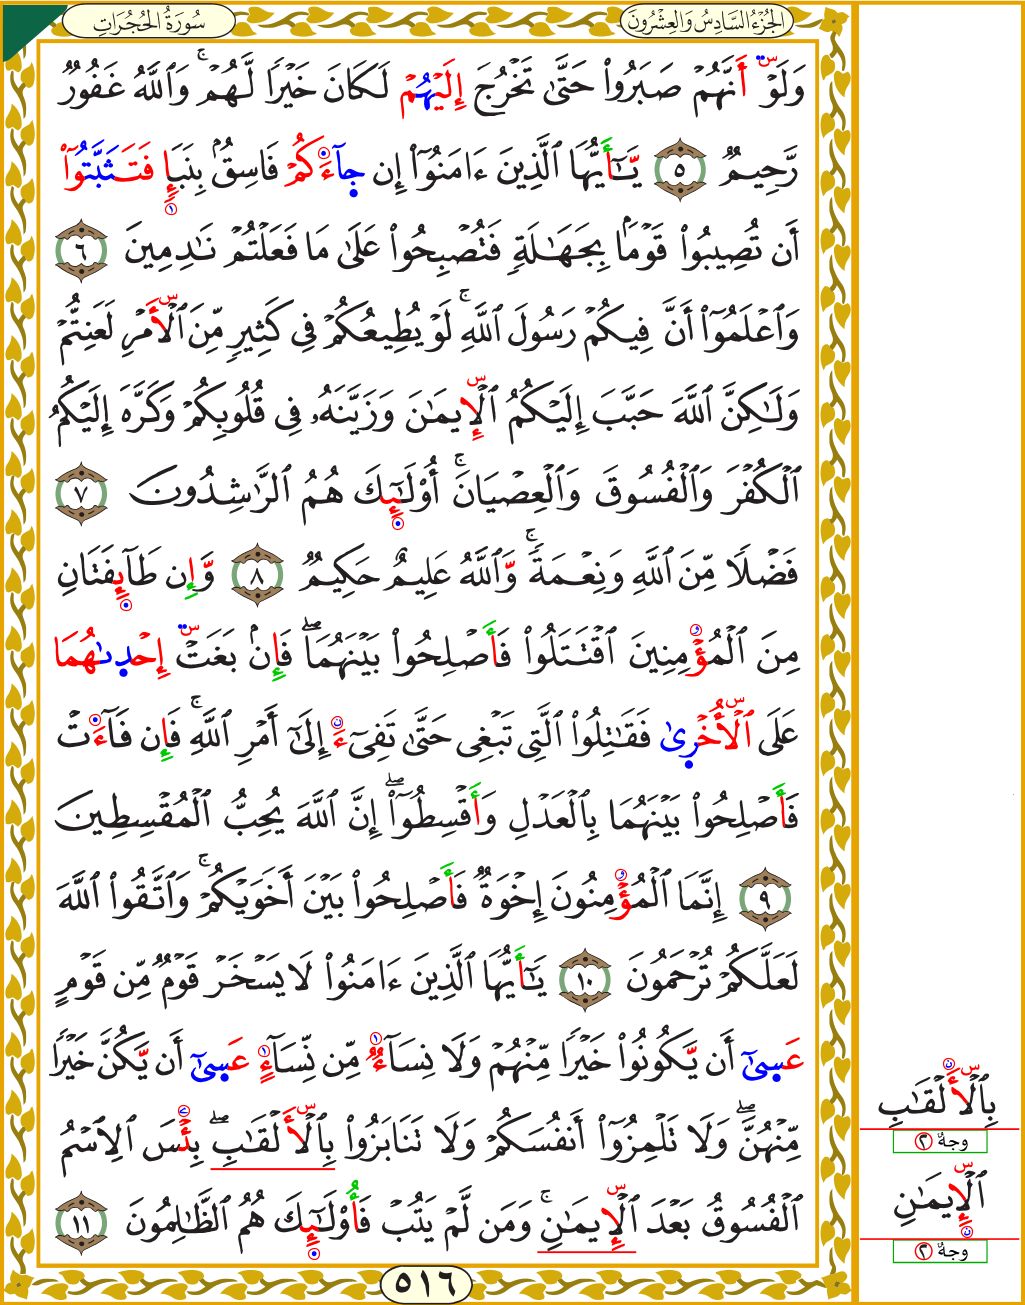 سُورَةُ الْحُجُرَاتِ
الْجُزْءُ السَّادِسُ وَالْعِشْرُونَ
وَلَوۡ أَنَّهُمۡ صَبَرُواْ حَتَّىٰ تَخۡرُجَ إِلَيۡهُمۡ لَكَانَ خَيۡرٗا لَّهُمۡۚ وَٱللَّهُ غَفُورٞ
رَّحِيمٞ ٥ يَّٰٓأَيُّهَا ٱلَّذِينَ ءَامَنُوٓاْ إِن جِآءَكُمۡ فَاسِقُۢ بِنَبَإٖ فَتَثَبَّتُوٓاْ
أَن تُصِيبُواْ قَوۡمَۢا بِجَهَٰلَةٖ فَتُصۡبِحُواْ عَلَىٰ مَا فَعَلۡتُمۡ نَٰدِمِينَ ٦
وَٱعۡلَمُوٓاْ أَنَّ فِيكُمۡ رَسُولَ ٱللَّهِۚ لَوۡ يُطِيعُكُمۡ فِي كَثِيرٖ مِّنَ ٱلۡأَمۡرِ لَعَنِتُّمۡ
وَلَٰكِنَّ ٱللَّهَ حَبَّبَ إِلَيۡكُمُ ٱلۡإِيمَٰنَ وَزَيَّنَهُۥ فِي قُلُوبِكُمۡ وَكَرَّهَ إِلَيۡكُمُ
ٱلۡكُفۡرَ وَٱلۡفُسُوقَ وَٱلۡعِصۡيَانَۚ أُوْلَٰٓئِكَ هُمُ ٱلرَّٰشِدُونَ ٧
فَضۡلٗا مِّنَ ٱللَّهِ وَنِعۡمَةٗۚ وَّٱللَّهُ عَلِيمٌ حَكِيمٞ ٨ وَّإِن طَآئِفَتَانِ
مِنَ ٱلۡمُؤۡمِنِينَ ٱقۡتَتَلُواْ فَأَصۡلِحُواْ بَيۡنَهُمَاۖ فَإِنۢ بَغَتۡ إِحۡدِىٰهُمَا
عَلَى ٱلۡأُخۡرِىٰ فَقَٰتِلُواْ ٱلَّتِي تَبۡغِي حَتَّىٰ تَفِيٓءَ إِلَىٰٓ أَمۡرِ ٱللَّهِۚ فَإِن فَآءَتۡ
فَأَصۡلِحُواْ بَيۡنَهُمَا بِٱلۡعَدۡلِ وَأَقۡسِطُوٓاْۖ إِنَّ ٱللَّهَ يُحِبُّ ٱلۡمُقۡسِطِينَ
٩ إِنَّمَا ٱلۡمُؤۡمِنُونَ إِخۡوَةٞ فَأَصۡلِحُواْ بَيۡنَ أَخَوَيۡكُمۡۚ وَٱتَّقُواْ ٱللَّهَ
لَعَلَّكُمۡ تُرۡحَمُونَ ١٠ يَٰٓأَيُّهَا ٱلَّذِينَ ءَامَنُواْ لَا يَسۡخَرۡ قَوۡمٞ مِّن قَوۡمٍ
عَسِىٰٓ أَن يَّكُونُواْ خَيۡرٗا مِّنۡهُمۡ وَلَا نِسَآءٞ مِّن نِّسَآءٍ عَسِىٰٓ أَن يَّكُنَّ خَيۡرٗا
مِّنۡهُنَّۖ وَلَا تَلۡمِزُوٓاْ أَنفُسَكُمۡ وَلَا تَنَابَزُواْ بِٱلۡأَلۡقَٰبِۖ بِئۡسَ ٱلِٱسۡمُ
ٱلۡفُسُوقُ بَعۡدَ ٱلۡإِيمَٰنِۚ وَمَن لَّمۡ يَتُبۡ فَأُوْلَٰٓئِكَ هُمُ ٱلظَّٰلِمُونَ ١١
بِٱلۡأَلۡقَٰبِ
وجهٌ ٢
ٱلۡإِيمَٰنِ
وجهٌ ٢
٥١٦